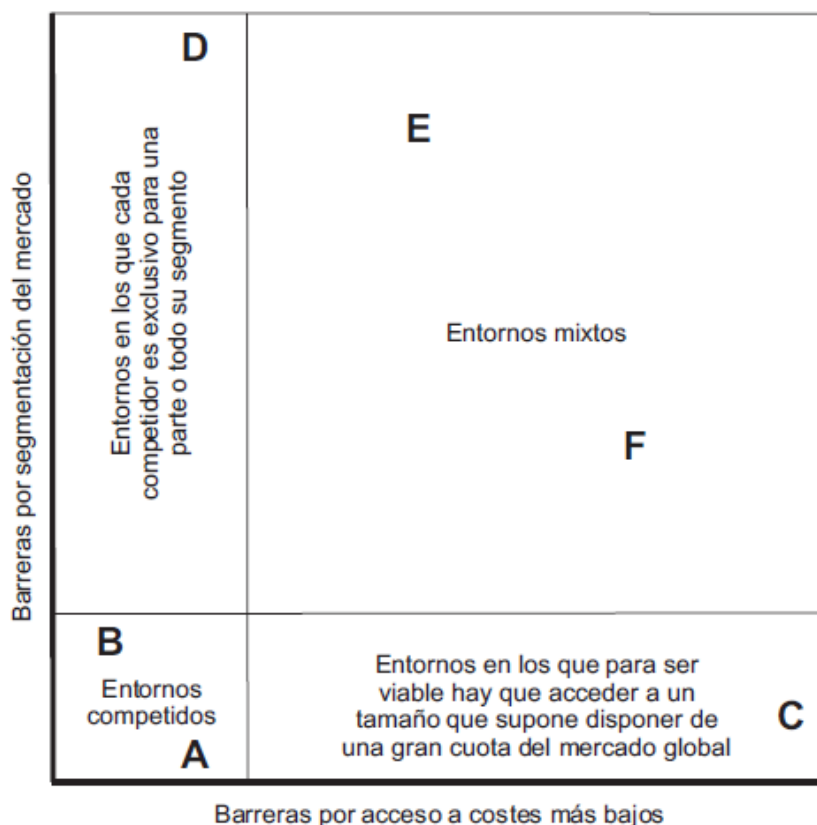 Barreras por segmentación del mercado
D
Entornos en los que cada
competidor es exclusivo para una
parte o todo su segmento
E
Entornos mixtos
F
B
Entornos
competidos
A
Entornos en los que para ser
viable hay que acceder a un
tamaño que supone disponer de
una gran cuota del mercado global
C
Barreras por acceso a costes más bajos